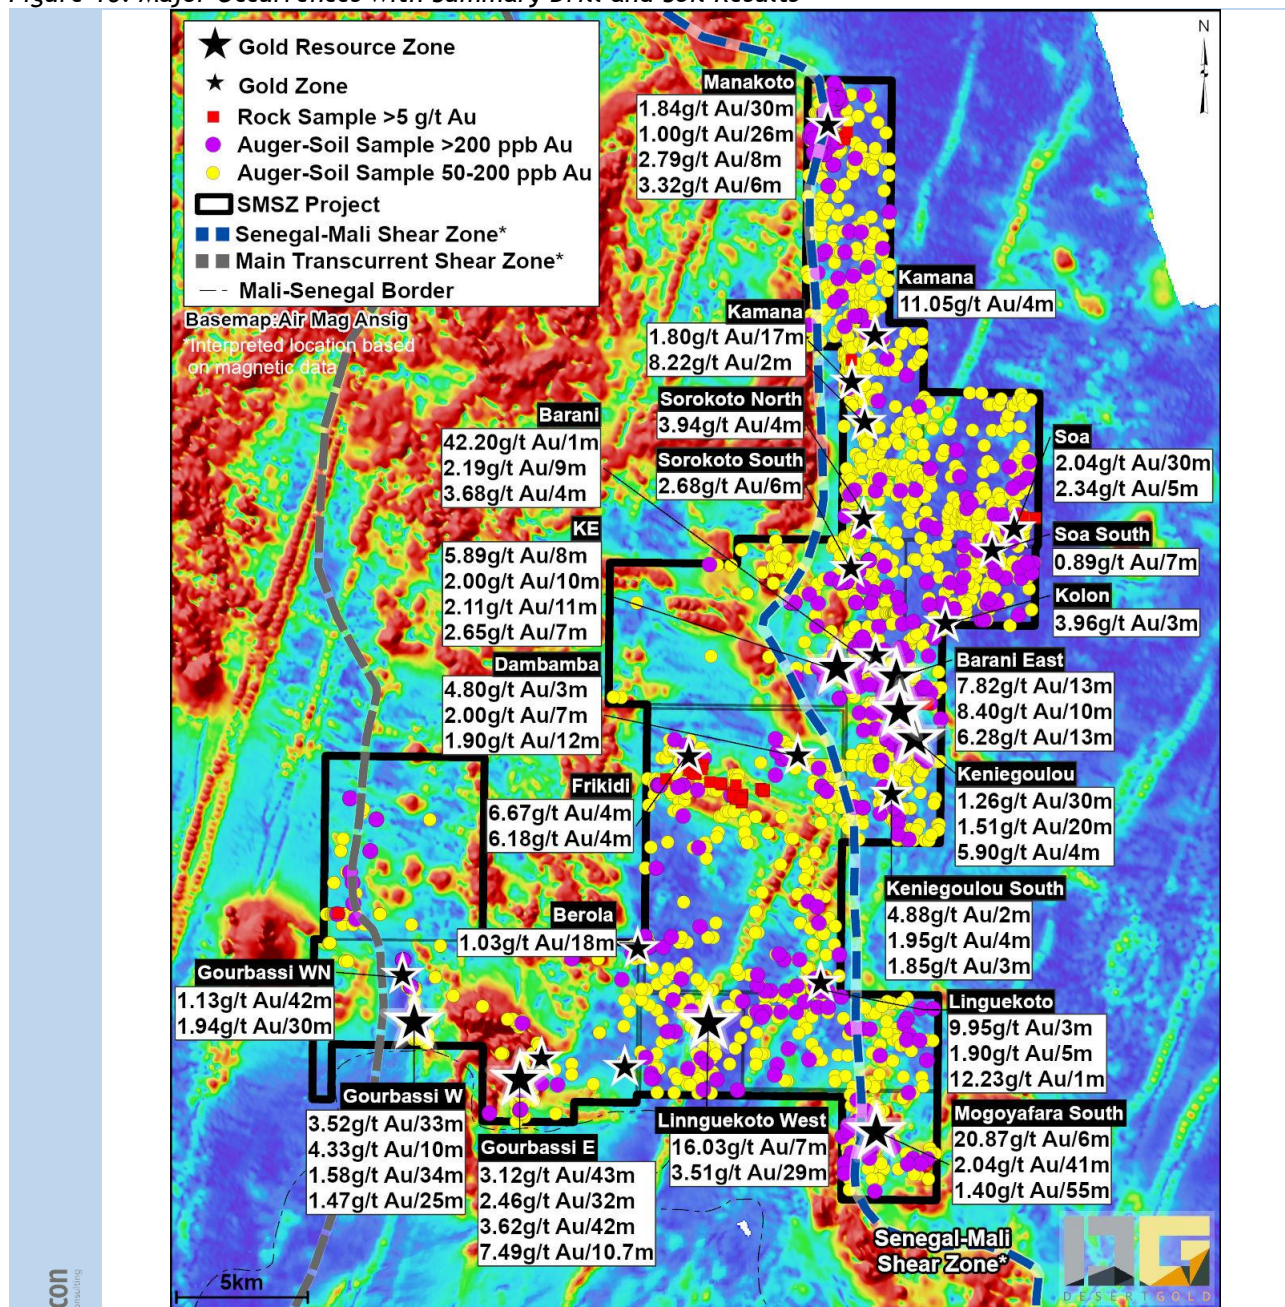 Figure 10: Major Occurrences with Summary Drill and Soil Results
Gold Resource Zone
Gold Zone
Rock Sample >5 g/t Au
Auger-Soil Sample >200 ppb Au
Auger-Soil Sample 50-200 ppb Au
SMSZ Project
Senegal-Mali Shear Zone*
Main Transcurrent Shear Zone*
Mali-Senegal Border
Basemap:Air Mag Ansig
*Interpreted location based
on magnetic data
N
Manakoto
1.84g/t Au/30m
1.00g/t Au/26m
2.79g/t Au/8m
3.32g/t Au/6m
Kamana
11.05g/t Au/4m
Kamana
1.80g/t Au/17m
8.22g/t Au/2m
Sorokoto North
3.94g/t Au/4m
Sorokoto South
2.68g/t Au/6m
Barani
42.20g/t Au/1m
2.19g/t Au/9m
3.68g/t Au/4m
KE
5.89g/t Au/8m
2.00g/t Au/10m
2.11g/t Au/11m
2.65g/t Au/7m
Dambamba
4.80g/t Au/3m
2.00g/t Au/7m
1.90g/t Au/12m
Frikidi
6.67g/t Au/4m
6.18g/t Au/4m
Berola
1.03g/t Au/18m
Soa
2.04g/t Au/30m
2.34g/t Au/5m
Soa South
0.89g/t Au/7m
Kolon
3.96g/t Au/3m
Barani East
7.82g/t Au/13m
8.40g/t Au/10m
6.28g/t Au/13m
Keniegoulou
1.26g/t Au/30m
1.51g/t Au/20m
5.90g/t Au/4m
Keniegoulou South
4.88g/t Au/2m
1.95g/t Au/4m
1.85g/t Au/3m
Linguekoto
9.95g/t Au/3m
1.90g/t Au/5m
12.23g/t Au/1m
Mogoyafara South
20.87g/t Au/6m
2.04g/t Au/41m
1.40g/t Au/55m
Gourbassi WN
1.13g/t Au/42m
1.94g/t Au/30m
Gourbassi W
3.52g/t Au/33m
4.33g/t Au/10m
1.58g/t Au/34m
1.47g/t Au/25m
Gourbassi E
3.12g/t Au/43m
2.46g/t Au/32m
3.62g/t Au/42m
7.49g/t Au/10.7m
Linnguekoto West
16.03g/t Au/7m
3.51g/t Au/29m
Senegal-Mali
Shear Zone*
5km
DESERTGOLD
con
onsulting